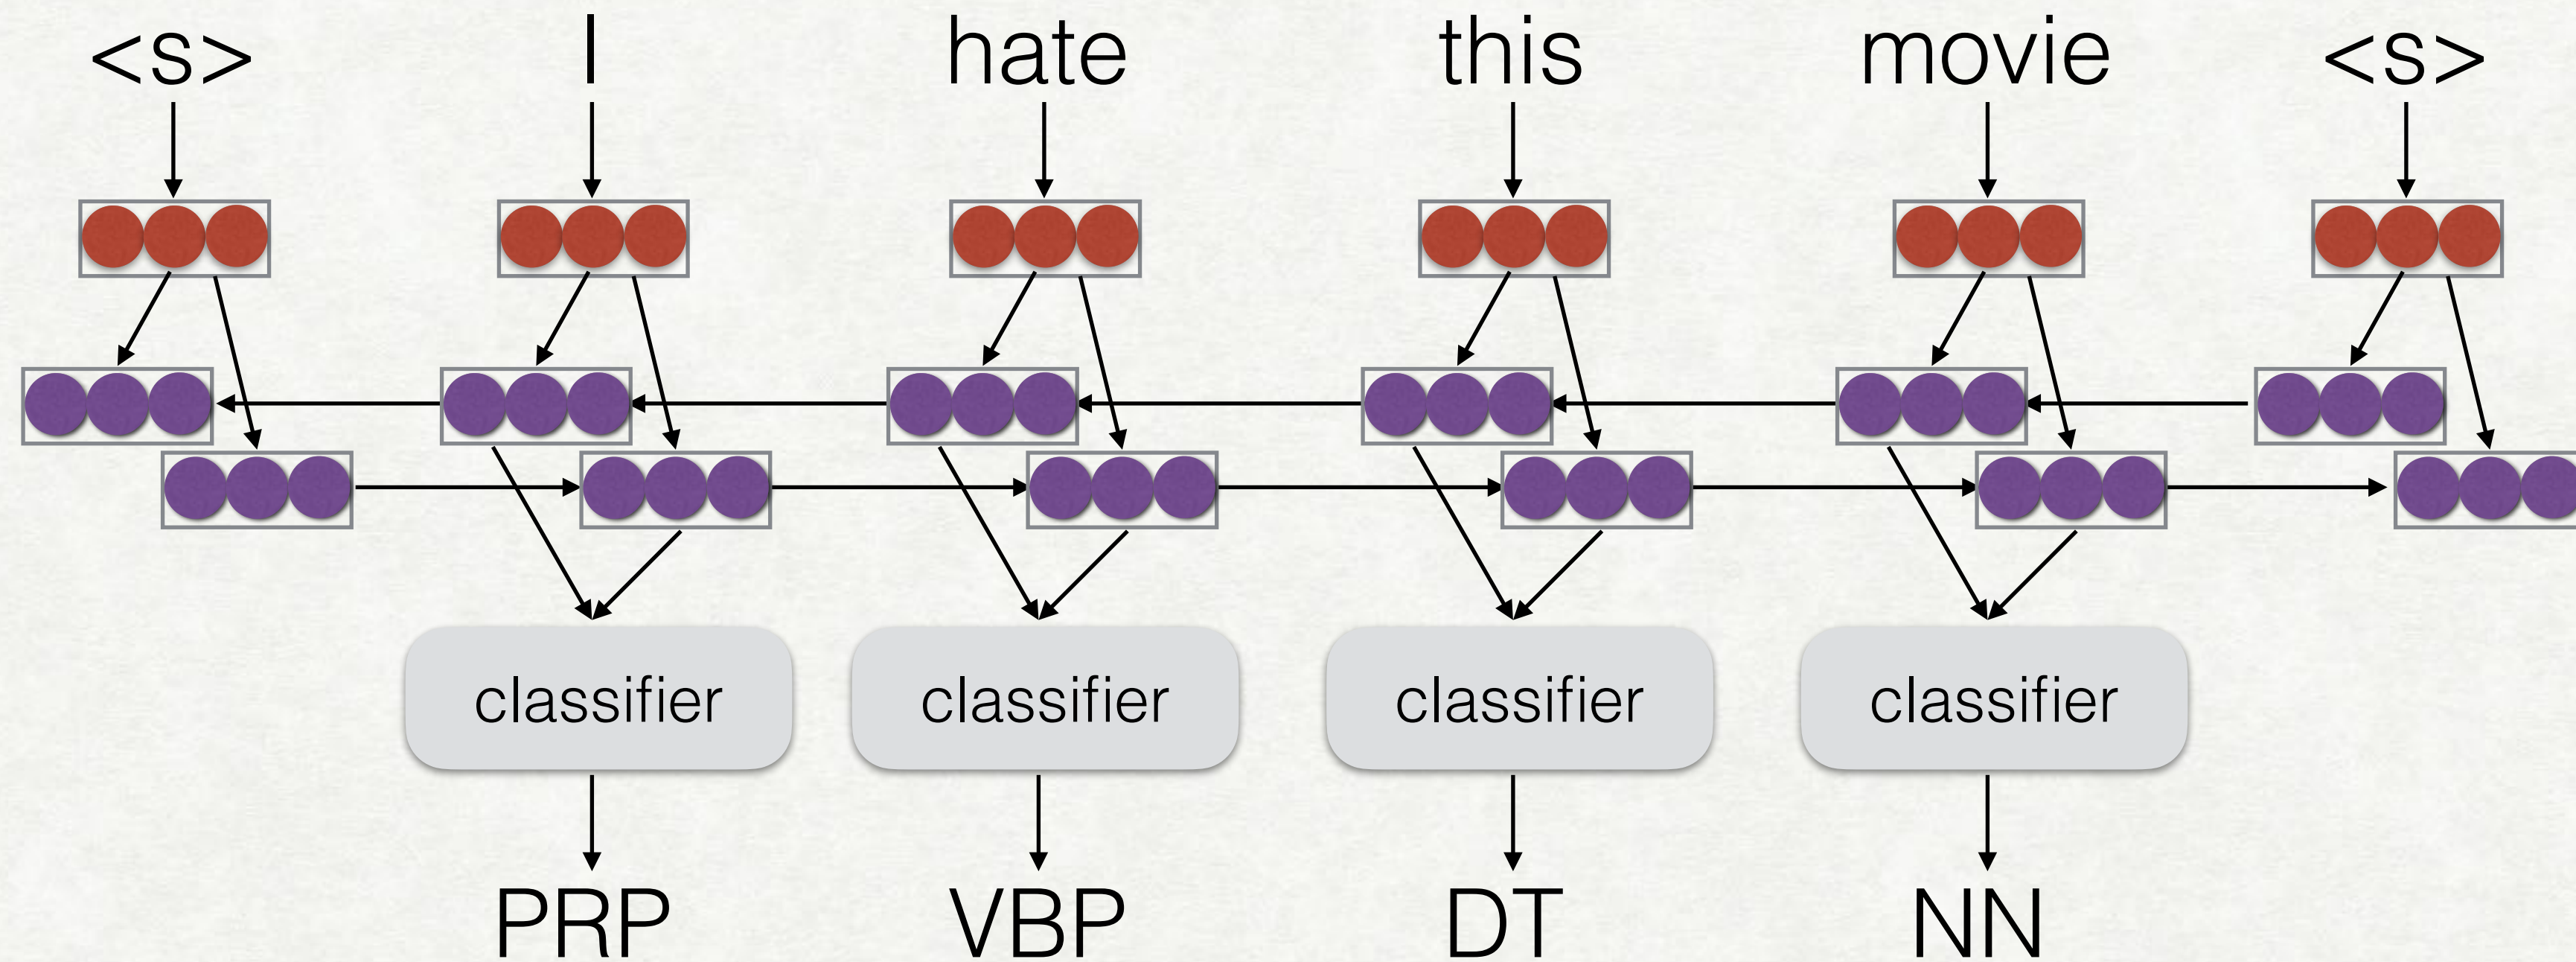 <s> I hate this movie <s>
classifier classifier classifier classifier
PRP VBP DT NN